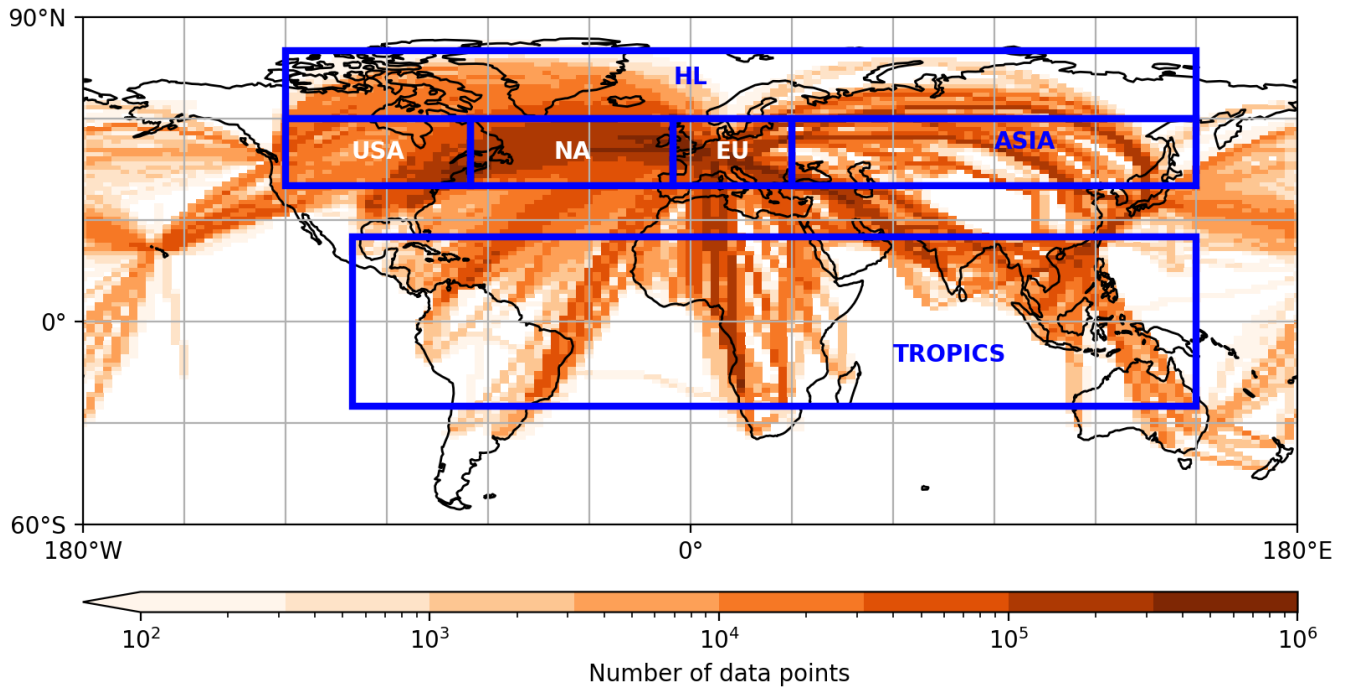 90°N
HL
USA
NA
EU
ASIA
0°
TROPICS
60°S
180°W
0°
180°E
10²
10³
10⁴
10⁵
10⁶
Number of data points